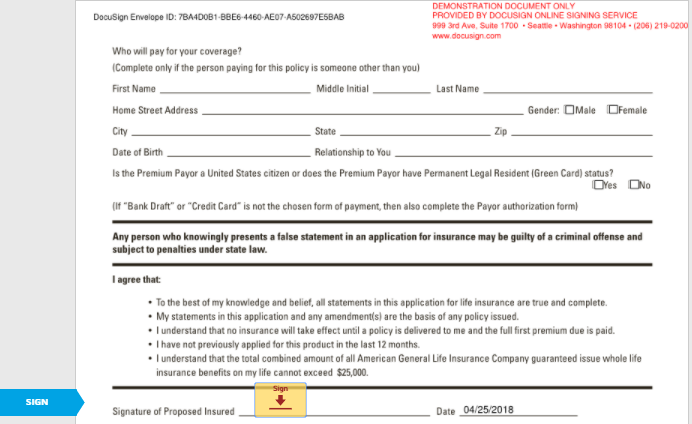 DocuSign Envelope ID: 7BA4D0B1-BBE6-4460-AE07-A502697E5BAB
DEMONSTRATION DOCUMENT ONLY
PROVIDED BY DOCUSIGN ONLINE SIGNING SERVICE
999 3rd Ave, Suite 1700 • Seattle • Washington 98104 • (206) 219-0200
www.docusign.com
Who will pay for your coverage?
(Complete only if the person paying for this policy is someone other than you)
First Name Middle Initial Last Name
Home Street Address Gender: Male Female
City State Zip
Date of Birth Relationship to You
Is the Premium Payor a United States citizen or does the Premium Payor have Permanent Legal Resident (Green Card) status?
Yes No
(If "Bank Draft" or "Credit Card" is not the chosen form of payment, then also complete the Payor authorization form)
Any person who knowingly presents a false statement in an application for insurance may be guilty of a criminal offense and
subject to penalties under state law.
I agree that:
• To the best of my knowledge and belief, all statements in this application for life insurance are true and complete.
• My statements in this application and any amendment(s) are the basis of any policy issued.
• I understand that no insurance will take effect until a policy is delivered to me and the full first premium due is paid.
• I have not previously applied for this product in the last 12 months.
• I understand that the total combined amount of all American General Life Insurance Company guaranteed issue whole life
insurance benefits on my life cannot exceed $25,000.
Sign
SIGN
Signature of Proposed Insured Date 04/25/2018